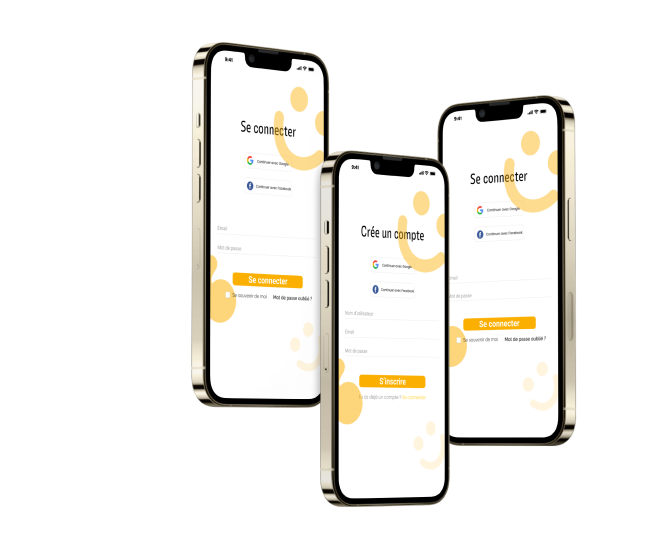 9:41
Se connecter
Continuer avec Google
Continuer avec Facebook
Email
Mot de passe
Se connecter
Se souvenir de moi Mot de passe oublié ?
9:41
Crée un compte
Continuer avec Google
Continuer avec Facebook
Nom d'utilisateur
Email
Mot de passe
S'inscrire
déjà un compte ? Se connecter
9:41
Se connecter
Continuer avec Google
Continuer avec Facebook
Email
Mot de passe
Se connecter
Se souvenir de moi Mot de passe oublié ?